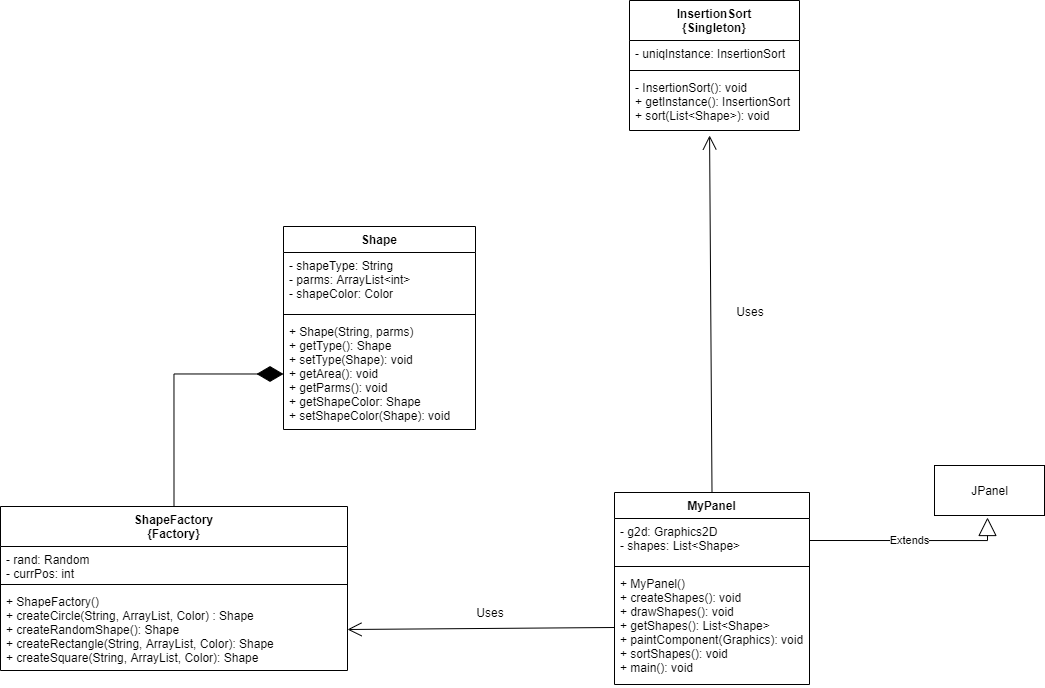 InsertionSort
{Singleton}
- uniqInstance: InsertionSort
- InsertionSort(): void
+ getInstance(): InsertionSort
+ sort(List<Shape>): void
Shape
- shapeType: String
- parms: ArrayList<int>
- shapeColor: Color
+ Shape(String, parms)
+ getType(): Shape
+ setType(Shape): void
+ getArea(): void
+ getParms(): void
+ getShapeColor: Shape
+ setShapeColor(Shape): void
Uses
JPanel
MyPanel
- g2d: Graphics2D
- shapes: List<Shape>
+ MyPanel()
+ createShapes(): void
+ drawShapes(): void
+ getShapes(): List<Shape>
+ paintComponent(Graphics): void
+ sortShapes(): void
+ main(): void
Extends
ShapeFactory
{Factory}
- rand: Random
- currPos: int
+ ShapeFactory()
+ createCircle(String, ArrayList, Color) : Shape
+ createRandomShape(): Shape
+ createRectangle(String, ArrayList, Color): Shape
+ createSquare(String, ArrayList, Color): Shape
Uses